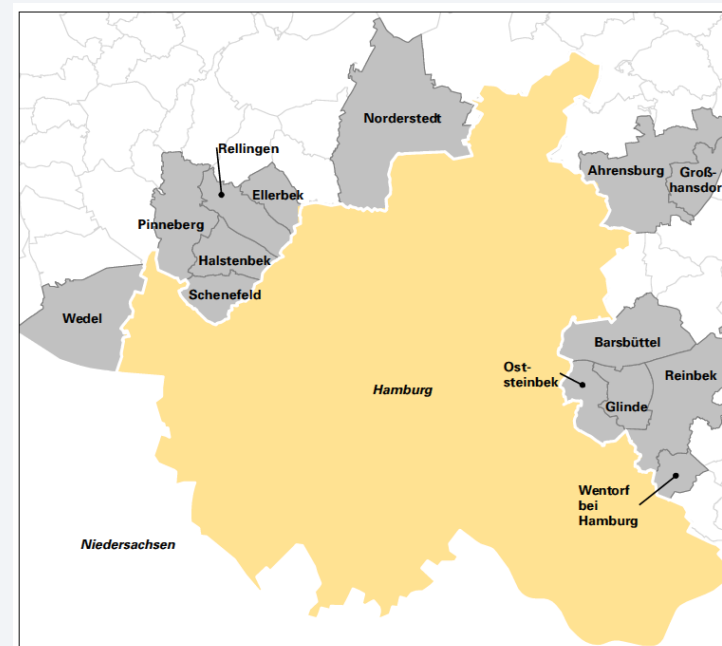 Norderstedt
Rellingen
Ahrensburg
Groß-
hansdor
Ellerbek
Pinneberg
Halstenbek
Schenefeld
Wedel
Barsbüttel
Ost-
steinbek
Reinbek
Hamburg
Glinde
Wentorf
bei
Hamburg
Niedersachsen